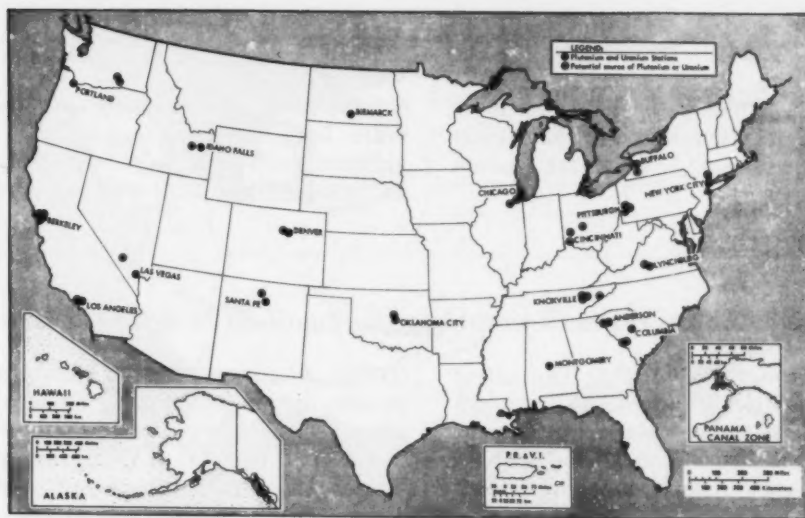 LEGEND:
Plutonium and Uranium Stations
Potential source of Plutonium or Uranium
PORTLAND
BISMARCK
IDAHO FALLS
BUFFALO
CHICAGO
NEW YORK CITY
PITTSBURGH
BERKELEY
DENVER
CINCINNATI
LAS VEGAS
LYNCHBURG
LOS ANGELES
SANTA FE
KNOXVILLE
OKLAHOMA CITY
ANDERSON
COLUMBIA
MONTGOMERY
HAWAII
PANAMA
CANAL ZONE
P.R. & V.I.
ALASKA